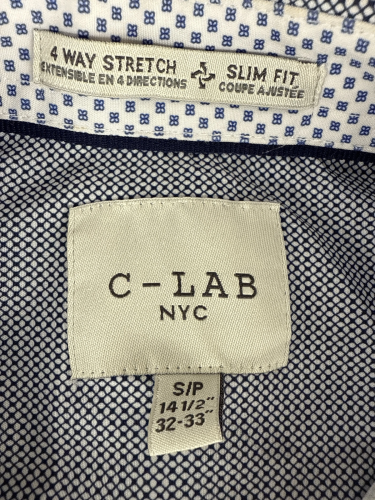 4 WAY STRETCH SLIM FIT
EXTENSIBLE EN 4 DIRECTIONS COUPE AJUSTÉE
C-LAB
NYC
S/P
14 1/2"
32-33"